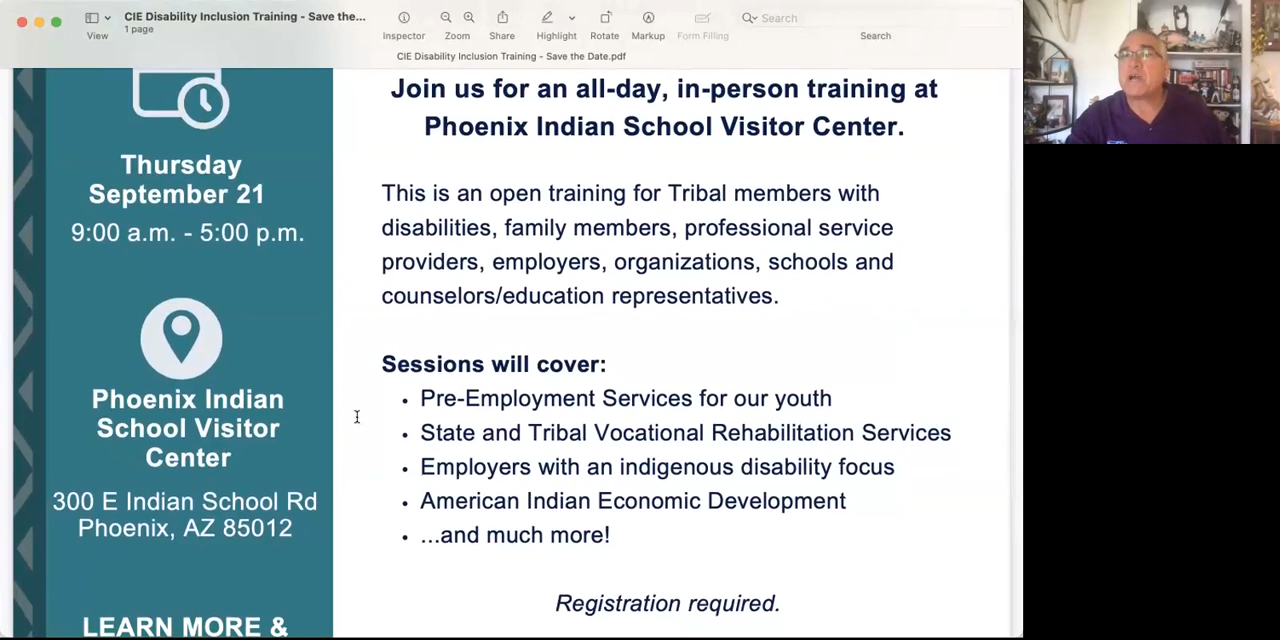 CIE Disability Inclusion Training - Save the...
1 page
View
Inspector
Zoom
Share
Highlight
Rotate
Markup
Form Filling
Search
Search
CIE Disability Inclusion Training - Save the Date.pdf
Thursday
September 21
9:00 a.m. - 5:00 p.m.
Phoenix Indian
School Visitor
Center
300 E Indian School Rd
Phoenix, AZ 85012
LEARN MORE &
Join us for an all-day, in-person training at
Phoenix Indian School Visitor Center.
This is an open training for Tribal members with
disabilities, family members, professional service
providers, employers, organizations, schools and
counselors/education representatives.
Sessions will cover:
• Pre-Employment Services for our youth
• State and Tribal Vocational Rehabilitation Services
• Employers with an indigenous disability focus
• American Indian Economic Development
• ...and much more!
Registration required.